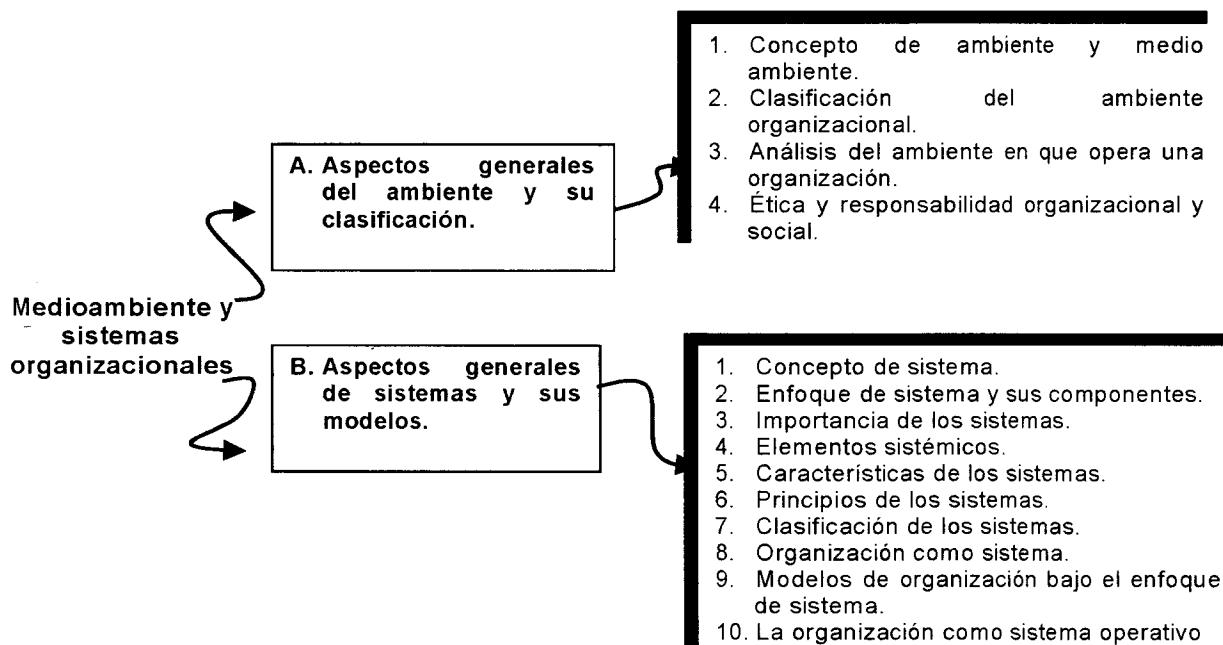 Medioambiente y
sistemas
organizacionales
A. Aspectos generales
del ambiente y su
clasificación.
1. Concepto de ambiente y medio
ambiente.
2. Clasificación del ambiente
organizacional.
3. Análisis del ambiente en que opera una
organización.
4. Ética y responsabilidad organizacional y
social.
B. Aspectos generales
de sistemas y sus
modelos.
1. Concepto de sistema.
2. Enfoque de sistema y sus componentes.
3. Importancia de los sistemas.
4. Elementos sistémicos.
5. Características de los sistemas.
6. Principios de los sistemas.
7. Clasificación de los sistemas.
8. Organización como sistema.
9. Modelos de organización bajo el enfoque
de sistema.
10. La organización como sistema operativo